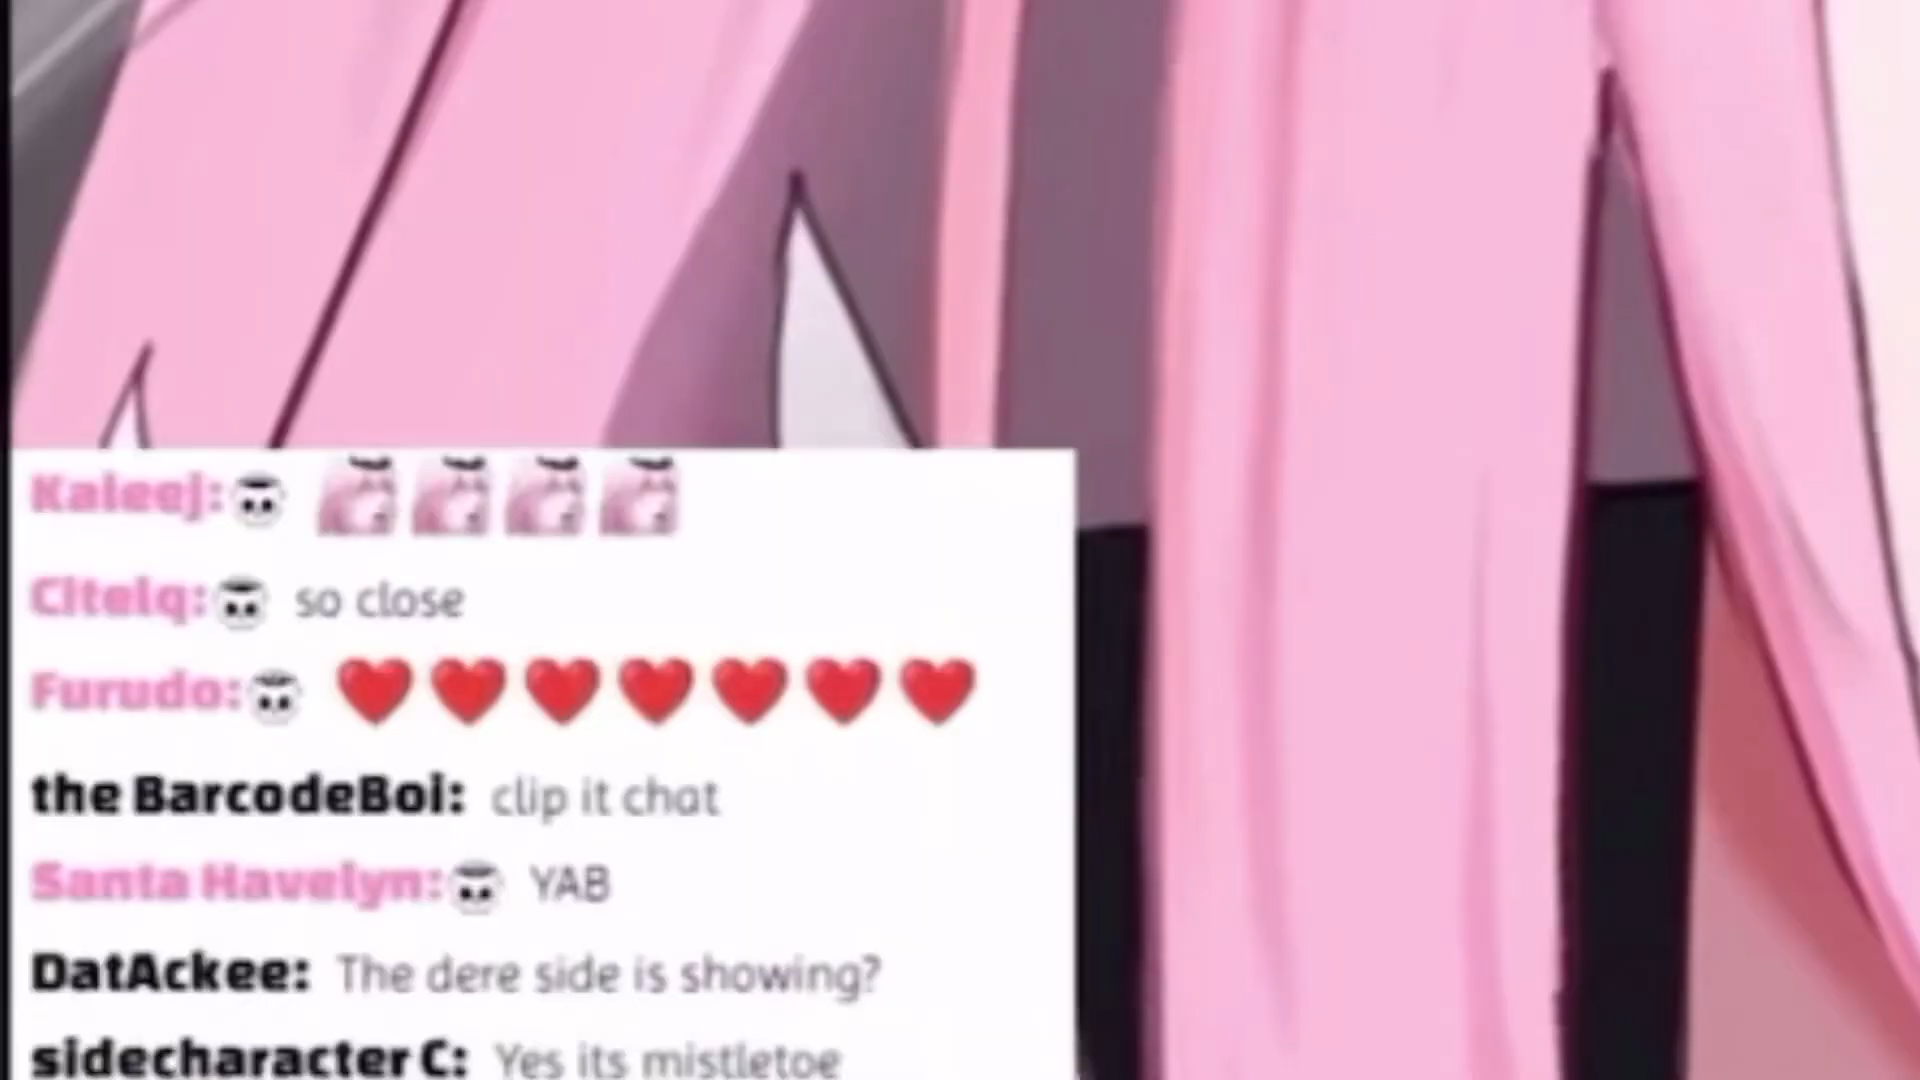 Kaleej:
Citelq: so close
Furudo: ❤️❤️❤️❤️❤️❤️❤️
the BarcodeBoi: clip it chat
Santa Havelyn: YAB
DatAckee: The dere side is showing?
sidecharacter C: Yes its mistletoe